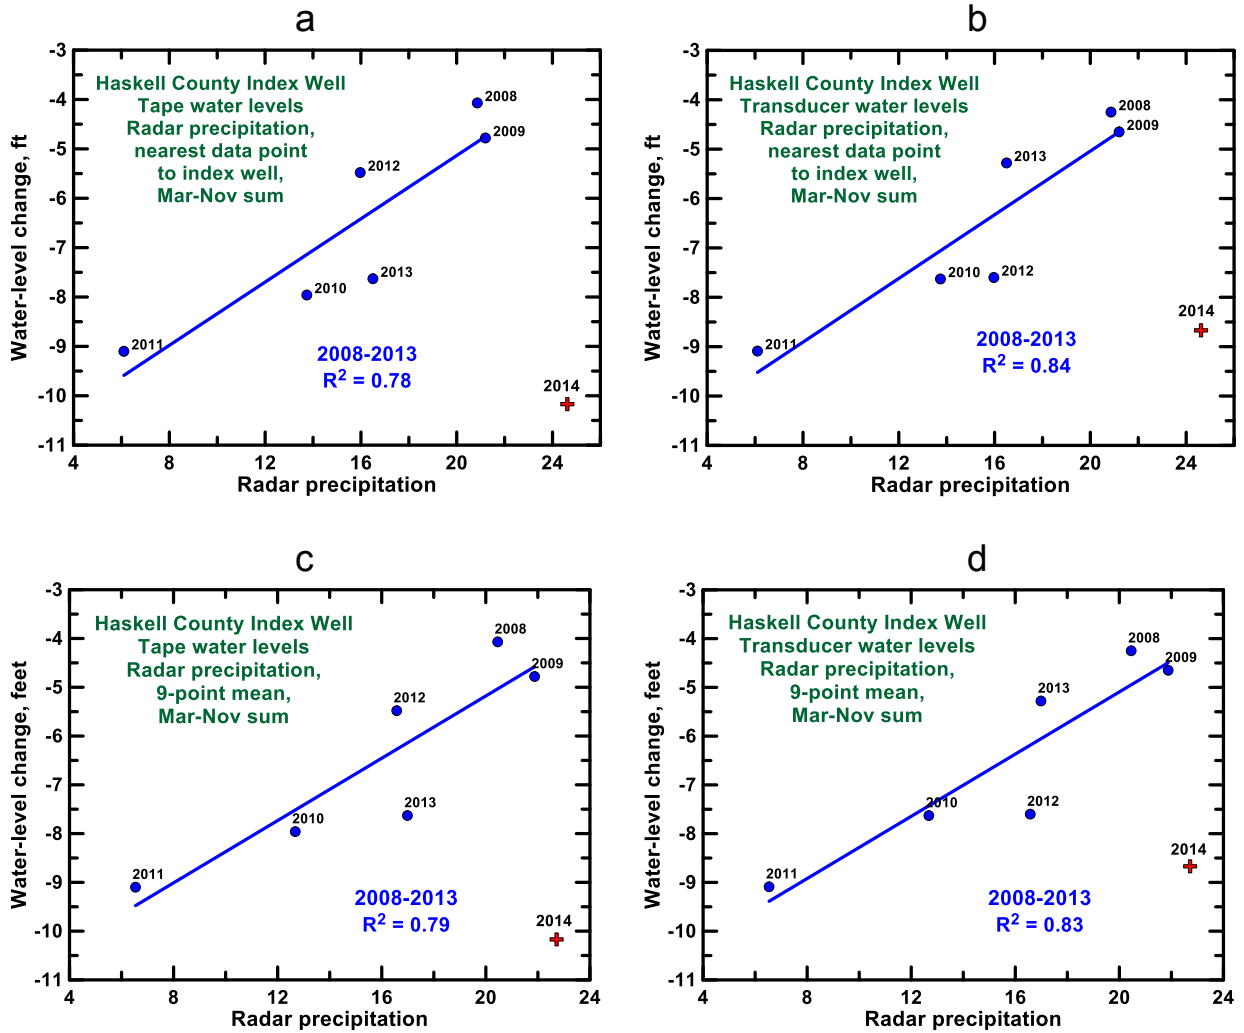 a
-3
-4
-5
-6
-7
-8
-9
-10
-11
Water-level change, ft
Haskell County Index Well
Tape water levels
Radar precipitation,
nearest data point
to index well,
Mar-Nov sum
2008
2009
2012
2013
2010
2011
2014
2008-2013
R² = 0.78
4
8
12
16
20
24
Radar precipitation
b
-3
-4
-5
-6
-7
-8
-9
-10
-11
Water-level change, ft
Haskell County Index Well
Transducer water levels
Radar precipitation,
nearest data point
to index well,
Mar-Nov sum
2008
2009
2013
2010
2012
2014
2011
2008-2013
R² = 0.84
4
8
12
16
20
24
Radar precipitation
c
-3
-4
-5
-6
-7
-8
-9
-10
-11
Water-level change, feet
Haskell County Index Well
Tape water levels
Radar precipitation,
9-point mean,
Mar-Nov sum
2008
2009
2012
2013
2010
2011
2014
2008-2013
R² = 0.79
4
8
12
16
20
24
Radar precipitation
d
-3
-4
-5
-6
-7
-8
-9
-10
-11
Water-level change, feet
Haskell County Index Well
Transducer water levels
Radar precipitation,
9-point mean,
Mar-Nov sum
2008
2009
2013
2010
2012
2014
2011
2008-2013
R² = 0.83
4
8
12
16
20
24
Radar precipitation